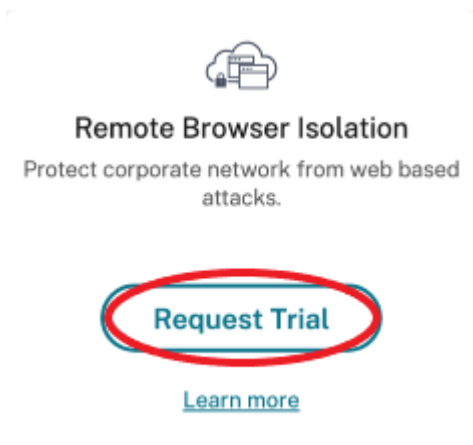 Remote Browser Isolation
Protect corporate network from web based
attacks.
Request Trial
Learn more